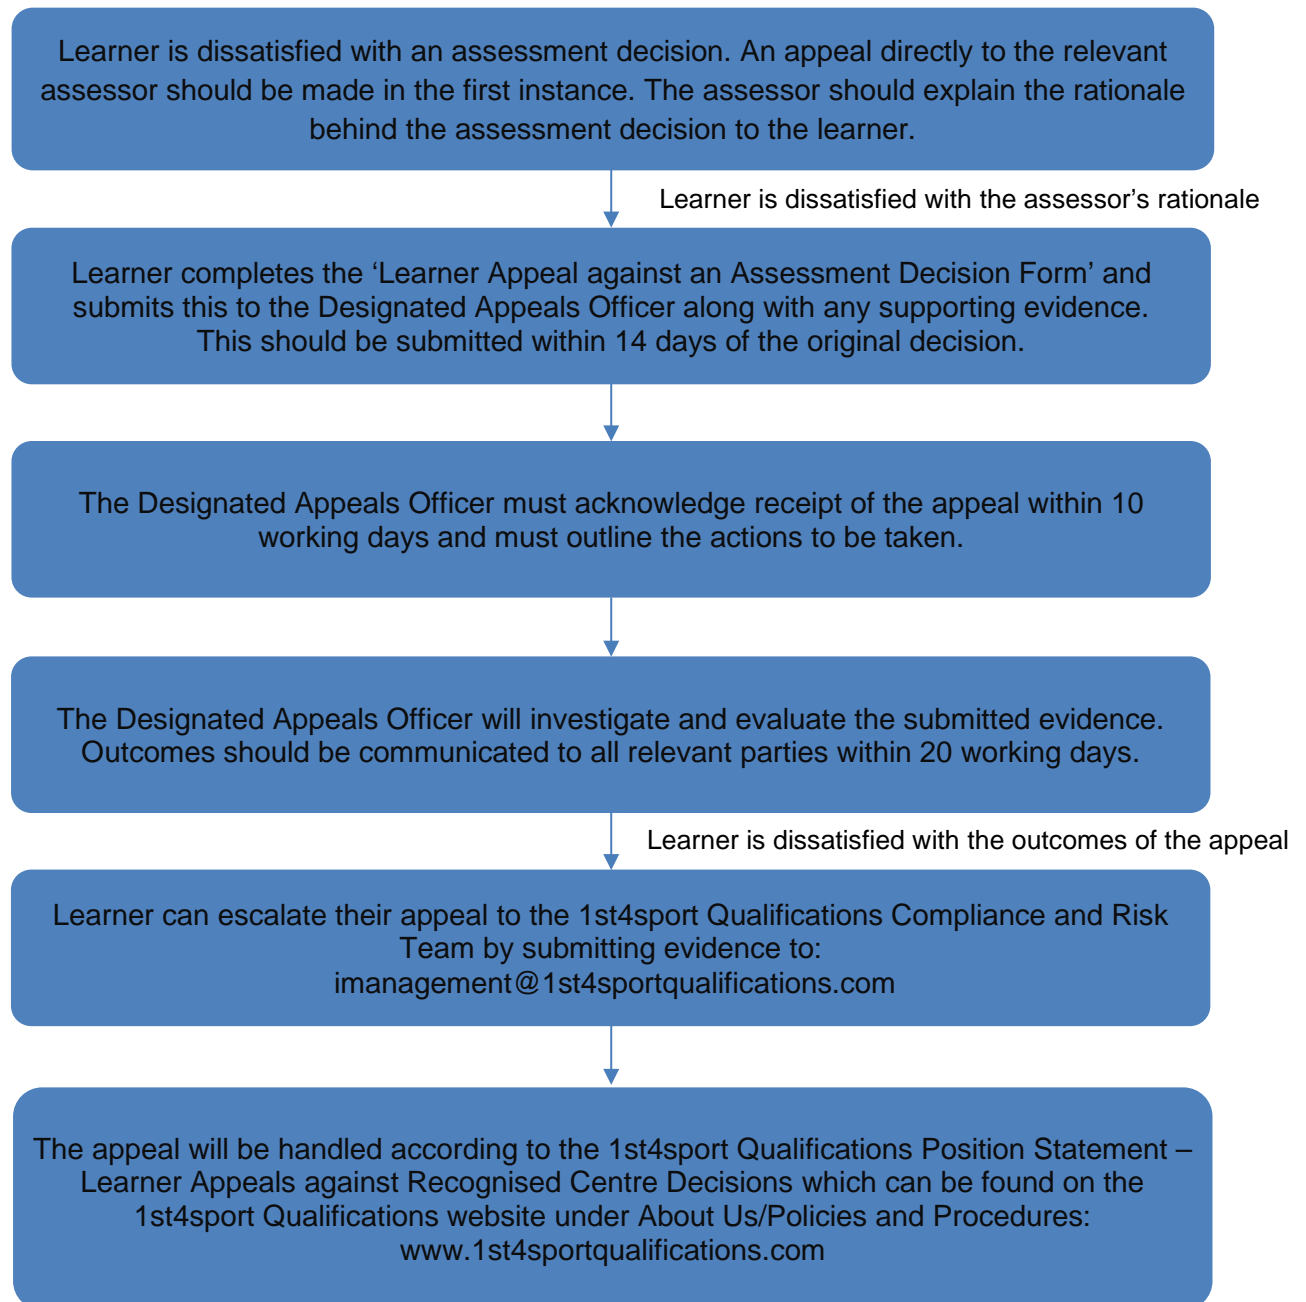 Learner is dissatisfied with an assessment decision. An appeal directly to the relevant
assessor should be made in the first instance. The assessor should explain the rationale
behind the assessment decision to the learner.
Learner is dissatisfied with the assessor’s rationale
Learner completes the ‘Learner Appeal against an Assessment Decision Form’ and
submits this to the Designated Appeals Officer along with any supporting evidence.
This should be submitted within 14 days of the original decision.
The Designated Appeals Officer must acknowledge receipt of the appeal within 10
working days and must outline the actions to be taken.
The Designated Appeals Officer will investigate and evaluate the submitted evidence.
Outcomes should be communicated to all relevant parties within 20 working days.
Learner is dissatisfied with the outcomes of the appeal
Learner can escalate their appeal to the 1st4sport Qualifications Compliance and Risk
Team by submitting evidence to:
imanagement@1st4sportqualifications.com
The appeal will be handled according to the 1st4sport Qualifications Position Statement –
Learner Appeals against Recognised Centre Decisions which can be found on the
1st4sport Qualifications website under About Us/Policies and Procedures:
www.1st4sportqualifications.com